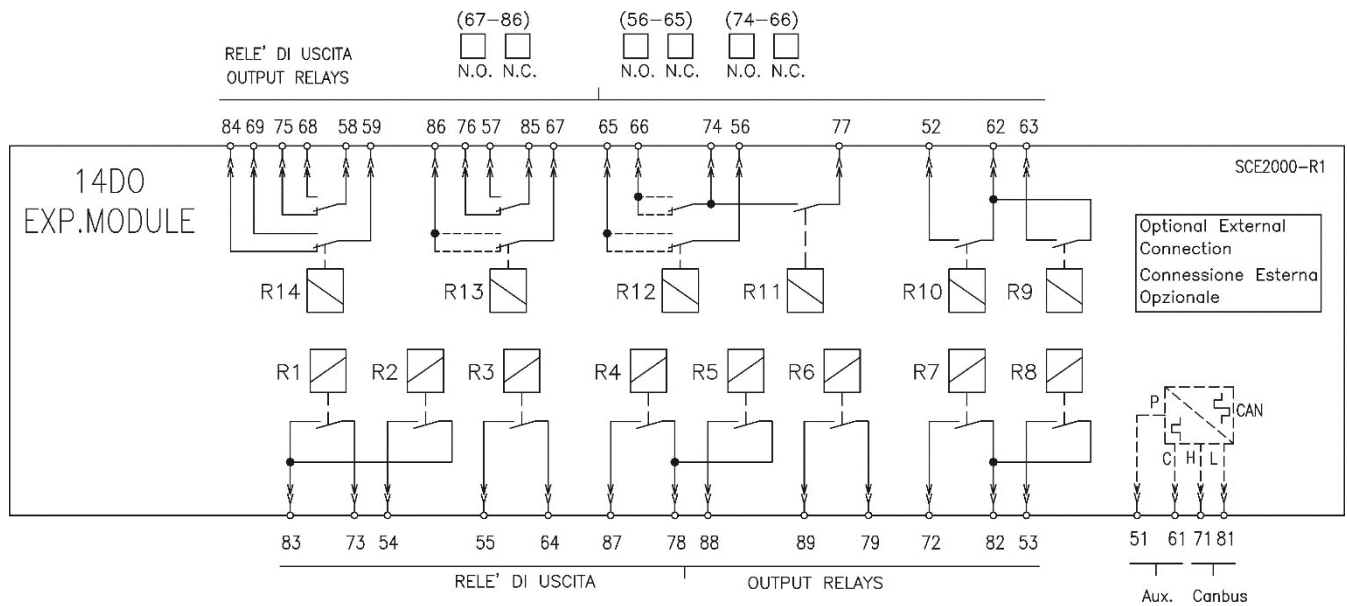 (67-86) (56-65) (74-66)
RELE' DI USCITA
OUTPUT RELAYS
N.O. N.C. N.O. N.C. N.O. N.C.
84 69 75 68 58 59 86 76 57 85 67 65 66 74 56 77 52 62 63
14DO
EXP.MODULE
SCE2000-R1
Optional External
Connection
Connessione Esterna
Opzionale
R14 R13 R12 R11 R10 R9
R1 R2 R3 R4 R5 R6 R7 R8
P CAN
C H L
83 73 54 55 64 87 78 88 89 79 72 82 53 51 61 71 81
RELE' DI USCITA OUTPUT RELAYS
Aux. Canbus